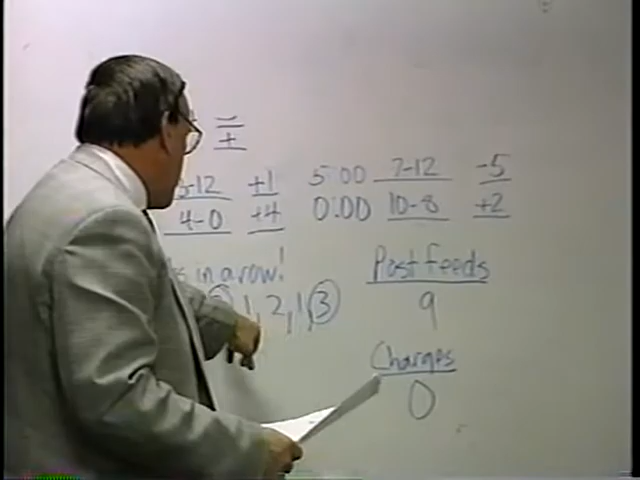 +
-12 +1 5:00 7-12 -5
4-0 +4 0:00 10-8 +2
in a row! Post feeds
1, 2, 1, 3 9
Charges
0